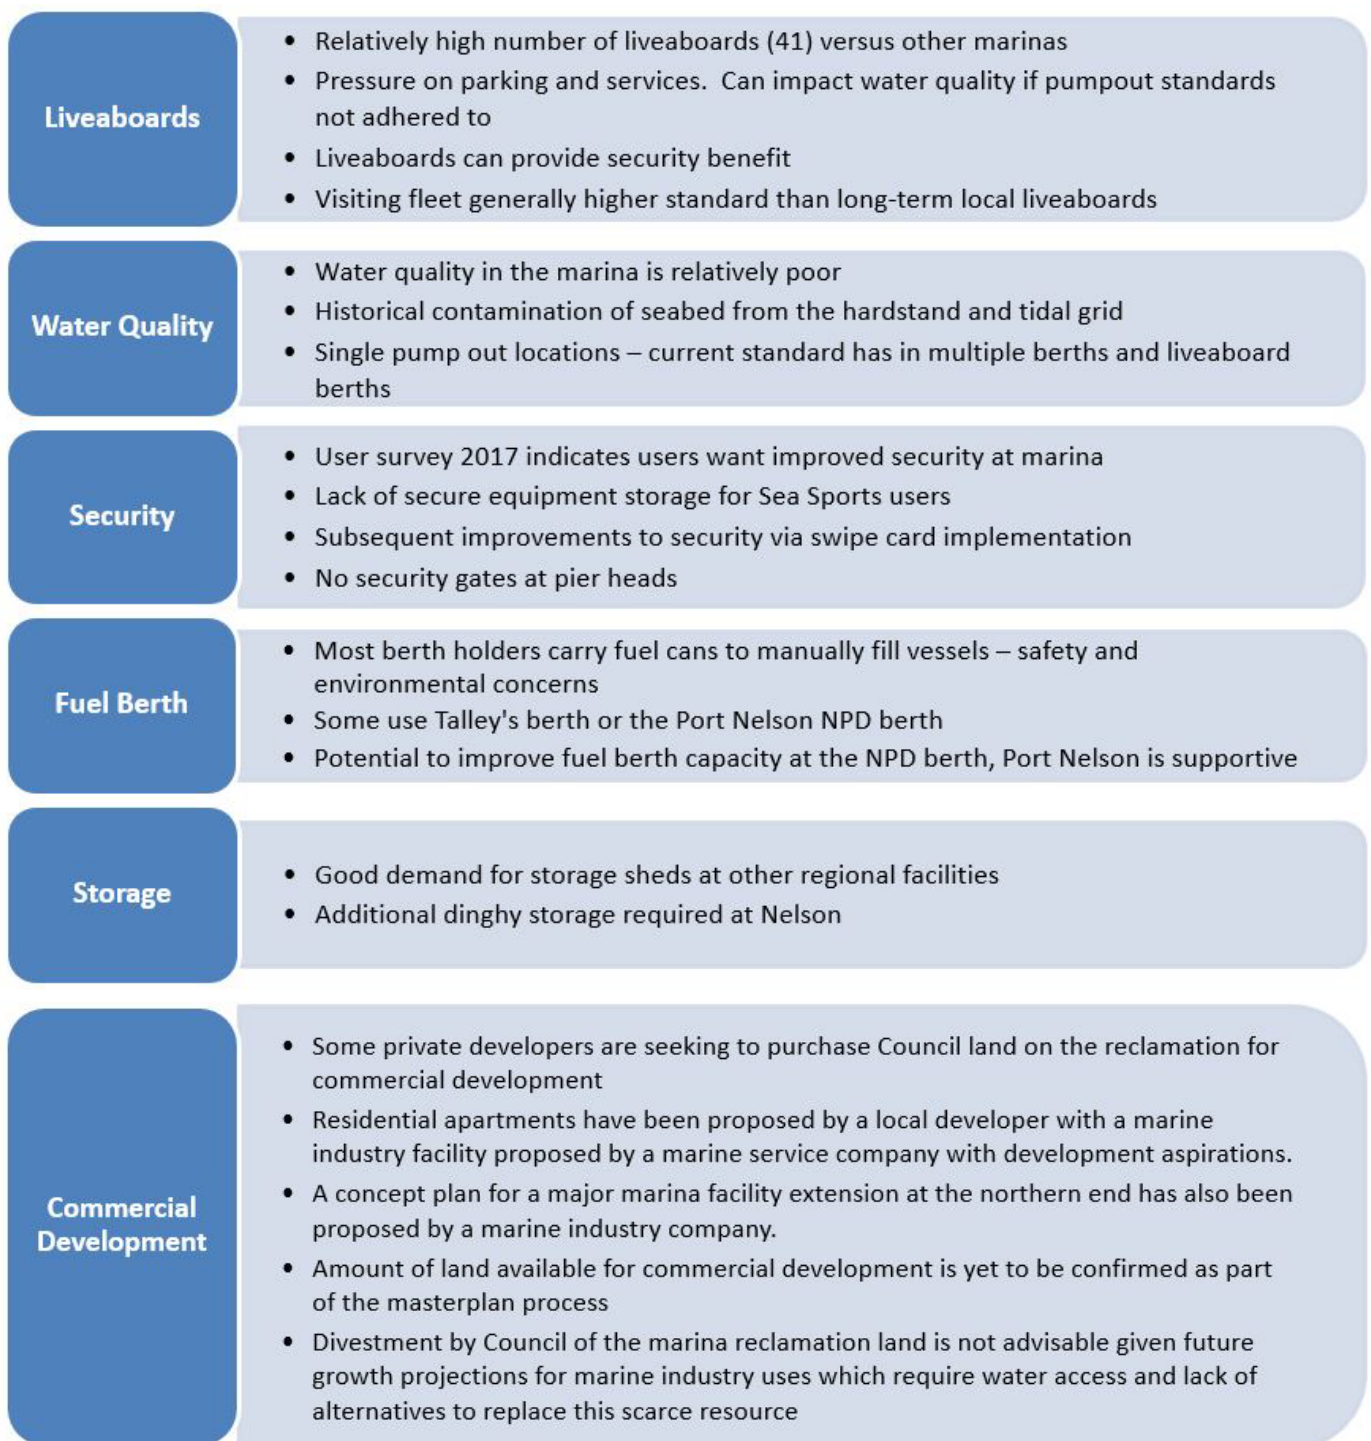 Liveaboards
• Relatively high number of liveaboards (41) versus other marinas
• Pressure on parking and services.  Can impact water quality if pumpout standards
not adhered to
• Liveaboards can provide security benefit
• Visiting fleet generally higher standard than long-term local liveaboards
Water Quality
• Water quality in the marina is relatively poor
• Historical contamination of seabed from the hardstand and tidal grid
• Single pump out locations – current standard has in multiple berths and liveaboard
berths
Security
• User survey 2017 indicates users want improved security at marina
• Lack of secure equipment storage for Sea Sports users
• Subsequent improvements to security via swipe card implementation
• No security gates at pier heads
Fuel Berth
• Most berth holders carry fuel cans to manually fill vessels – safety and
environmental concerns
• Some use Talley's berth or the Port Nelson NPD berth
• Potential to improve fuel berth capacity at the NPD berth, Port Nelson is supportive
Storage
• Good demand for storage sheds at other regional facilities
• Additional dinghy storage required at Nelson
Commercial
Development
• Some private developers are seeking to purchase Council land on the reclamation for
commercial development
• Residential apartments have been proposed by a local developer with a marine
industry facility proposed by a marine service company with development aspirations.
• A concept plan for a major marina facility extension at the northern end has also been
proposed by a marine industry company.
• Amount of land available for commercial development is yet to be confirmed as part
of the masterplan process
• Divestment by Council of the marina reclamation land is not advisable given future
growth projections for marine industry uses which require water access and lack of
alternatives to replace this scarce resource